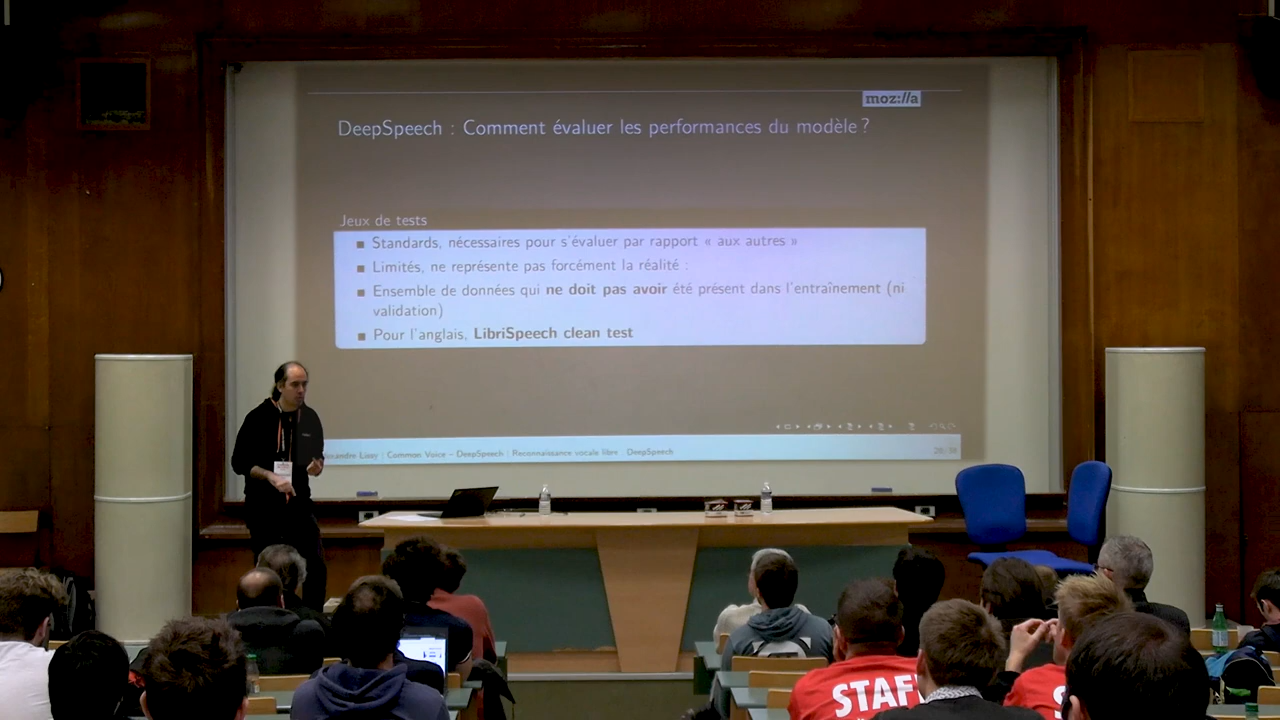 moz://a
DeepSpeech : Comment évaluer les performances du modèle ?
Jeux de tests
Standards, nécessaires pour s'évaluer par rapport « aux autres »
Limités, ne représente pas forcément la réalité :
Ensemble de données qui ne doit pas avoir été présent dans l'entraînement (ni
validation)
Pour l'anglais, LibriSpeech clean test
Lissy | Common Voice – DeepSpeech | Reconnaissance vocale libre : DeepSpeech
STAF
S